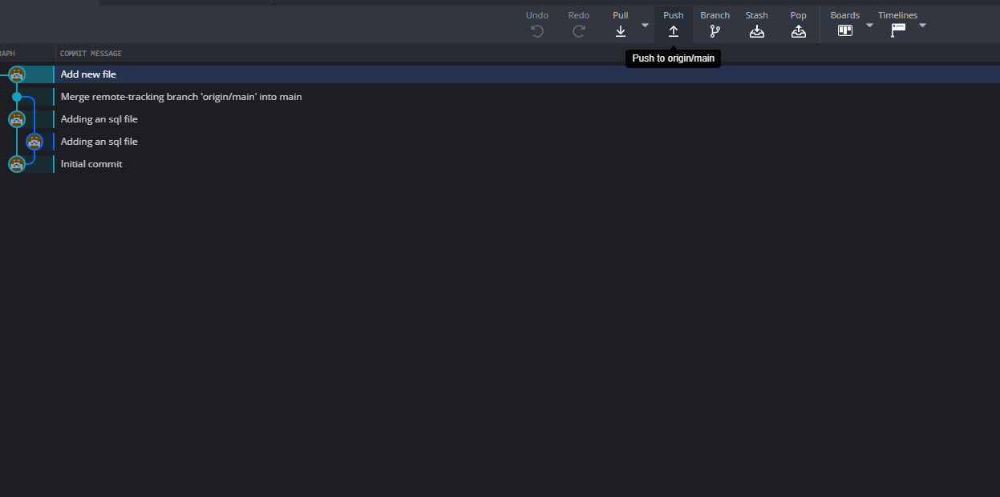 Undo Redo Pull Push Branch Stash Pop Boards Timelines
APH COMMIT MESSAGE
Push to origin/main
Add new file
Merge remote-tracking branch 'origin/main' into main
Adding an sql file
Adding an sql file
Initial commit